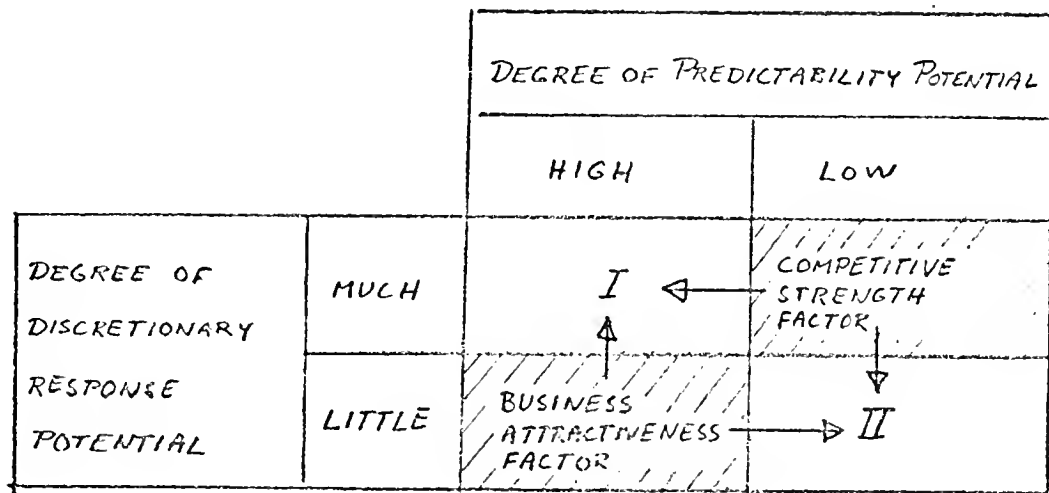 DEGREE OF PREDICTABILITY POTENTIAL
HIGH
LOW
DEGREE OF
DISCRETIONARY
RESPONSE
POTENTIAL
MUCH
I
COMPETITIVE
STRENGTH
FACTOR
LITTLE
BUSINESS
ATTRACTIVENESS
FACTOR
II